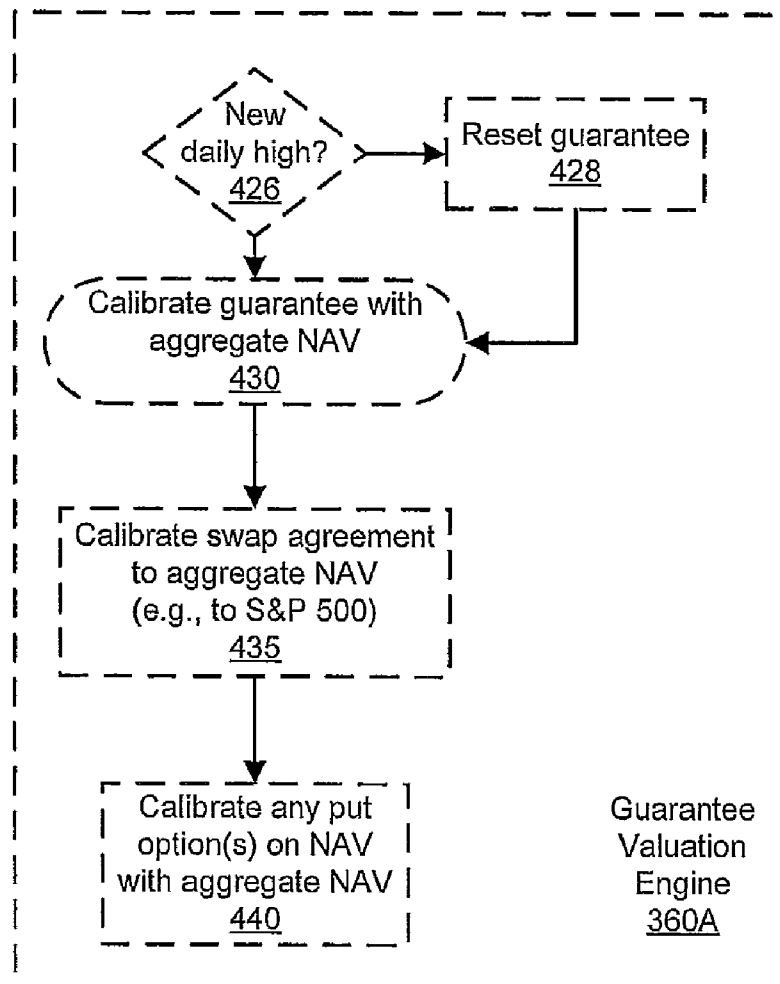 New
daily high?
426
Reset guarantee
428
Calibrate guarantee with
aggregate NAV
430
Calibrate swap agreement
to aggregate NAV
(e.g., to S&P 500)
435
Calibrate any put
option(s) on NAV
with aggregate NAV
440
Guarantee
Valuation
Engine
360A